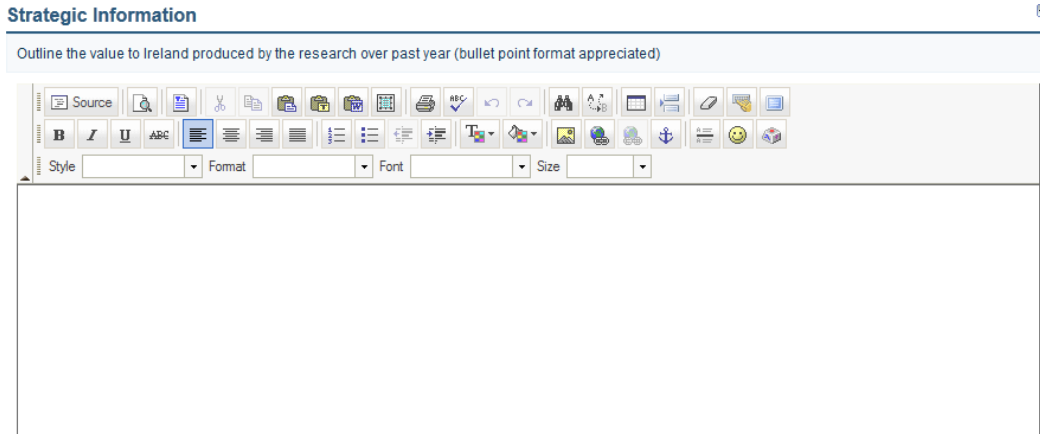 Strategic Information
Outline the value to Ireland produced by the research over past year (bullet point format appreciated)
Source
B I U ABC
Style Format Font Size